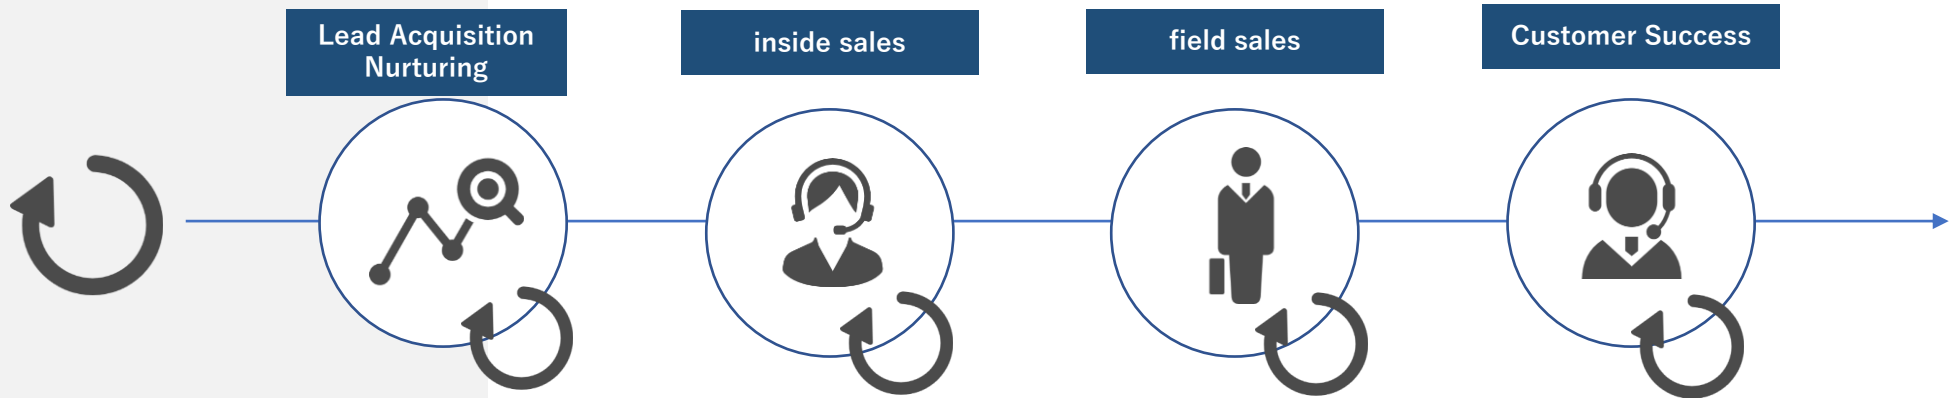 Lead Acquisition
Nurturing
inside sales
field sales
Customer Success